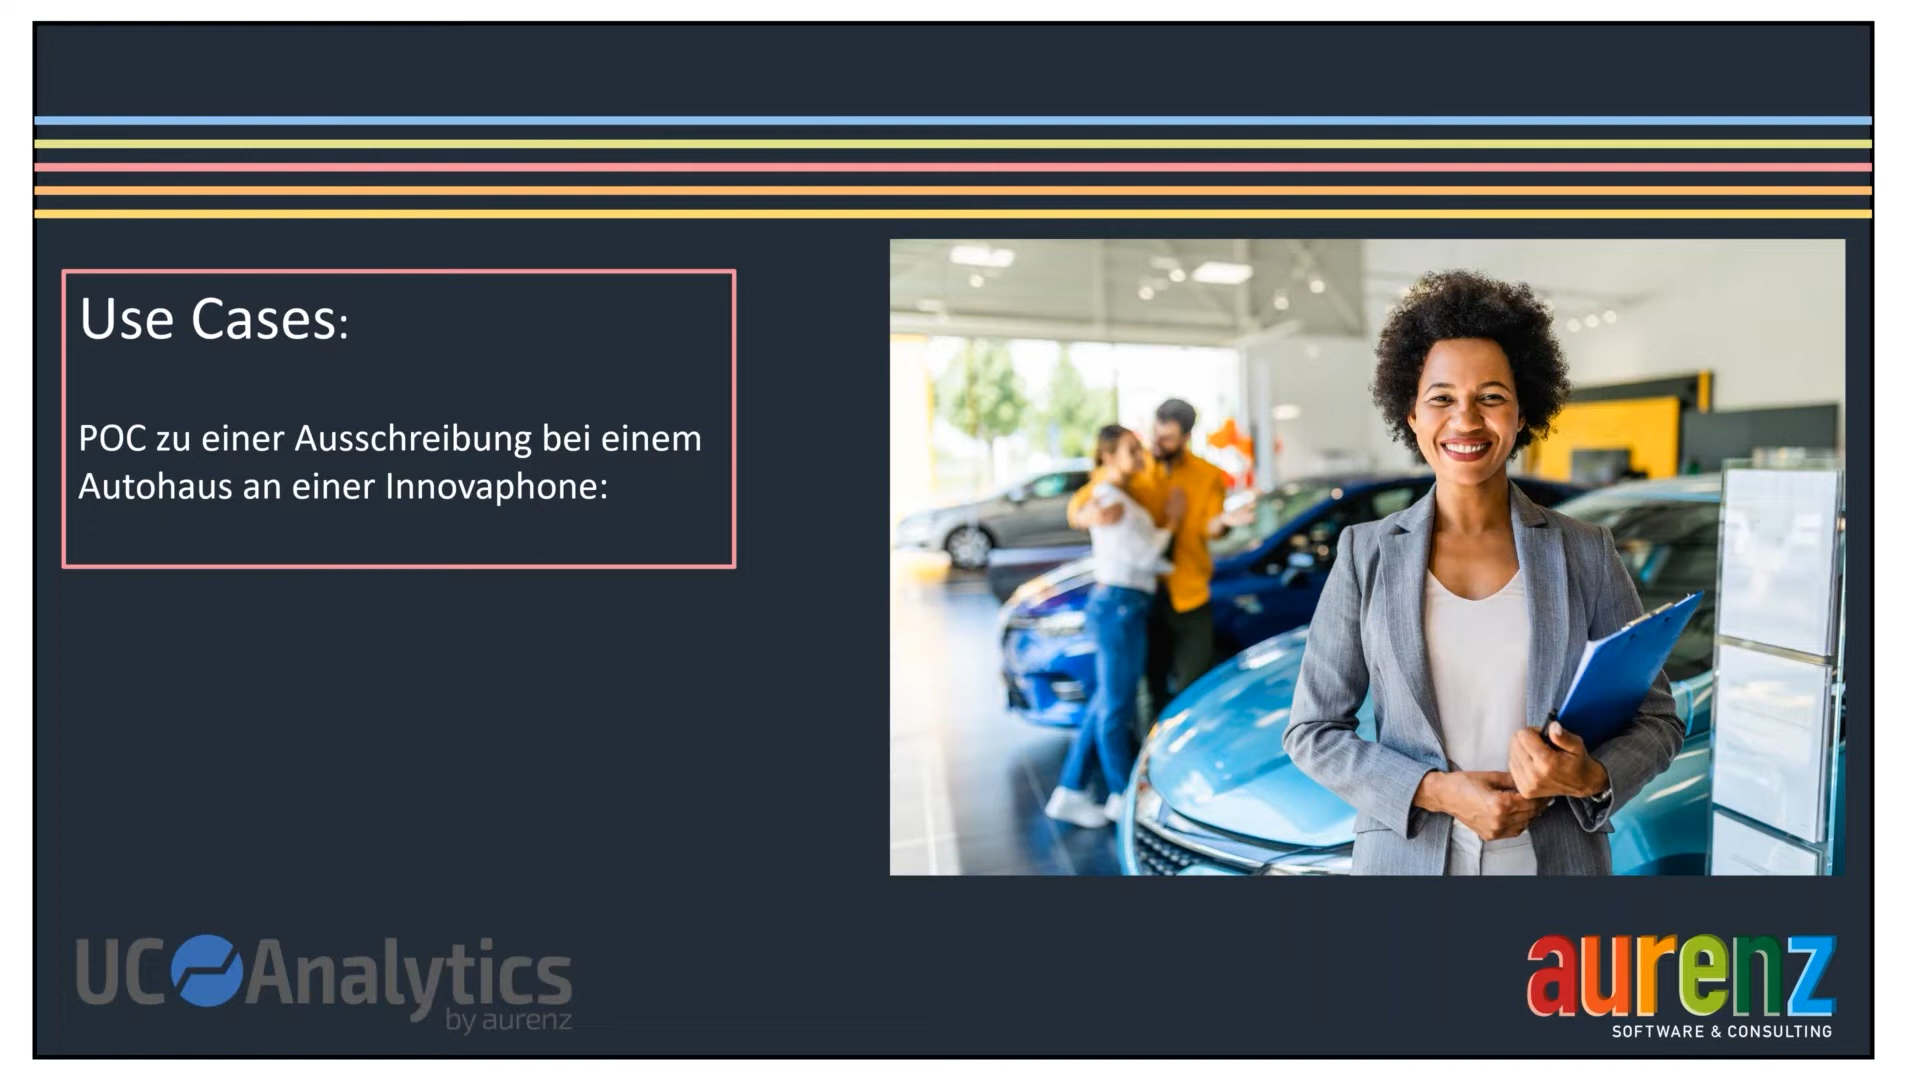 Use Cases:
POC zu einer Ausschreibung bei einem
Autohaus an einer Innovaphone:
UC Analytics
by aurenz
aurenz
SOFTWARE & CONSULTING